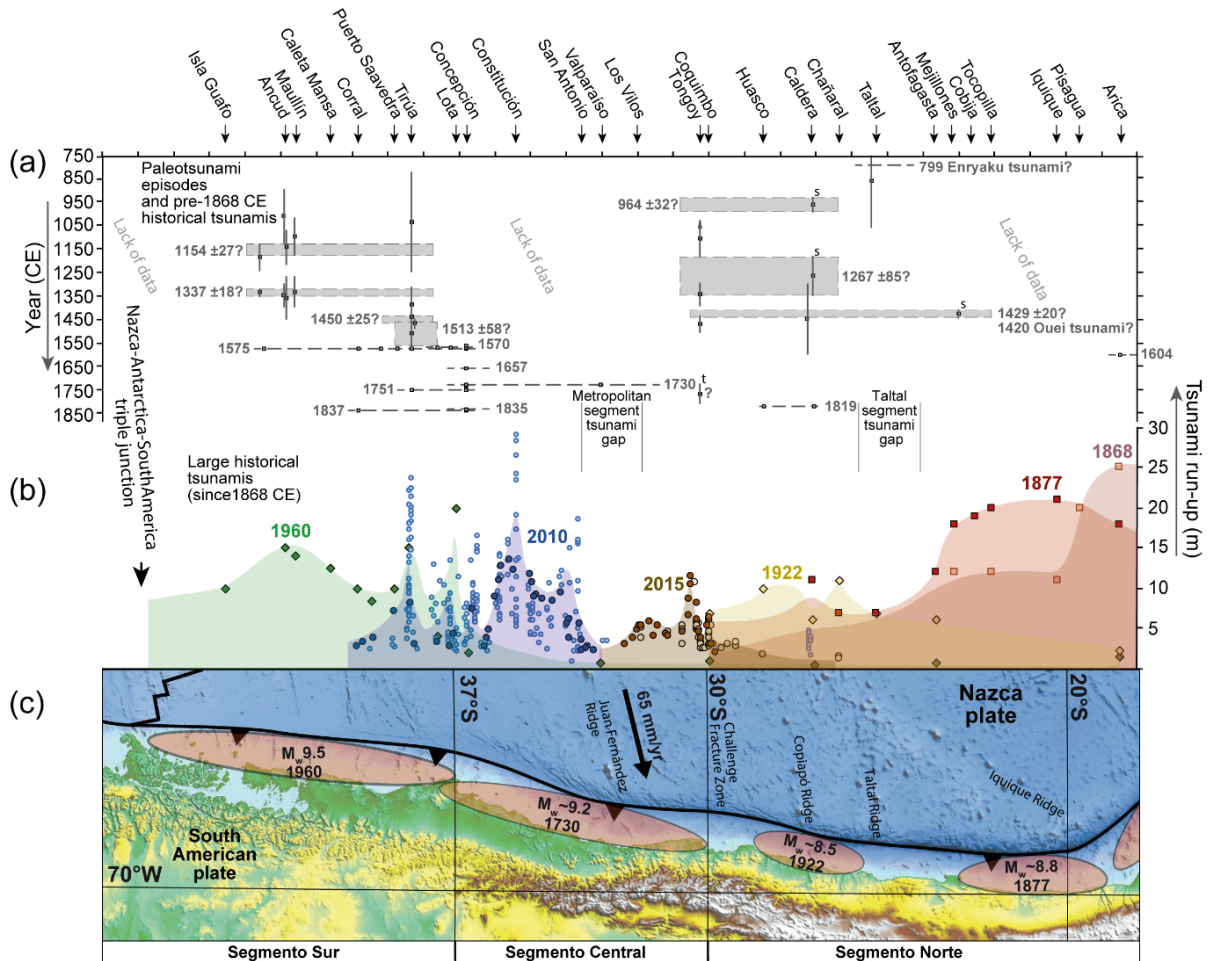 Isla Guafo
Ancud
Maullín
Caleta Mansa
Corral
Puerto Saavedra
Tirúa
Lota
Concepción
Constitución
San Antonio
Valparaíso
Los Vilos
Tongoy
Coquimbo
Huasco
Caldera
Chañaral
Taltal
Antofagasta
Mejillones
Cobija
Tocopilla
Iquique
Pisagua
Arica
(a)
750
850
950
1050
1150
1250
1350
1450
1550
1650
1750
1850
Year (CE)
Paleotsunami
episodes
and pre-1868 CE
historical tsunamis
Lack of data
Lack of data
Lack of data
799 Enryaku tsunami?
s
964 ±32?
1154 ±27?
s
1267 ±85?
1337 ±18?
s
1429 ±20?
1420 Ouei tsunami?
1450 ±25?
1513 ±58?
1570
1575
1604
1657
1730
t
?
1751
1837
1835
1819
Metropolitan
segment
tsunami
gap
Taltal
segment
tsunami
gap
Nazca-Antarctica-SouthAmerica
triple junction
(b)
Large historical
tsunamis
(since1868 CE)
1960
2010
2015
1922
1877
1868
30
25
20
15
10
5
Tsunami run-up (m)
(c)
37°S
30°S
20°S
65 mm/yr
Juan-Fernández
Ridge
Challenge
Fracture Zone
Copiapo Ridge
Taltal Ridge
Iquique Ridge
Nazca
plate
South
American
plate
70°W
Mw9.5
1960
Mw~9.2
1730
Mw~8.5
1922
Mw~8.8
1877
Segmento Sur
Segmento Central
Segmento Norte